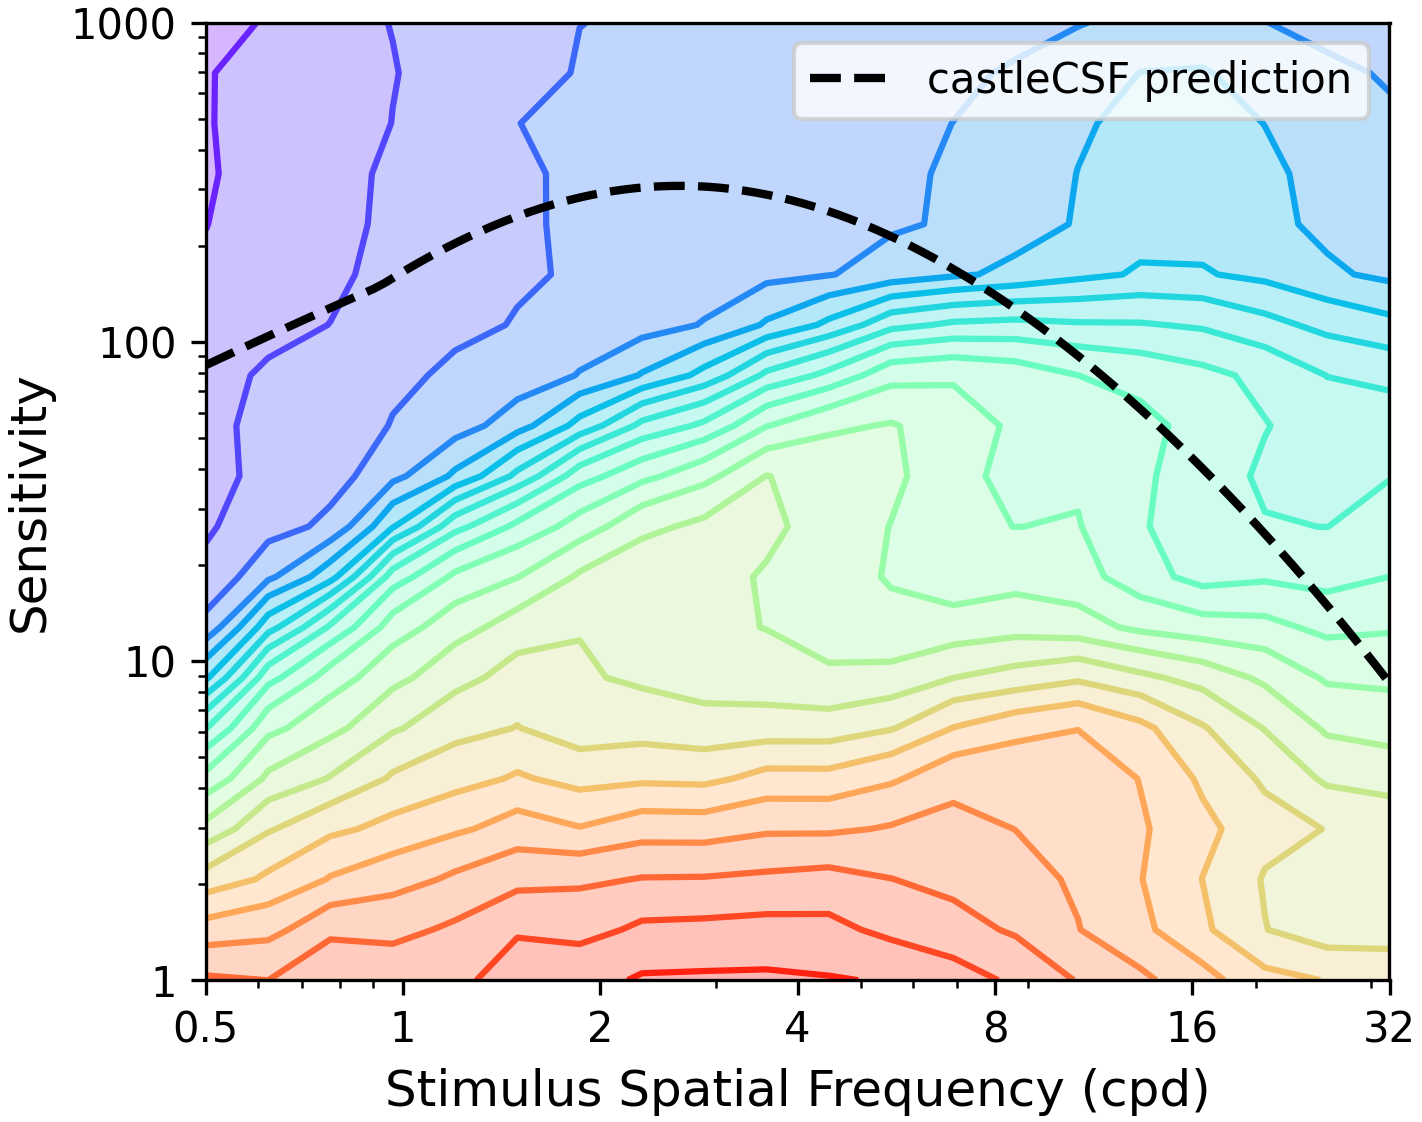 1000
castleCSF prediction
100
Sensitivity
10
1
0.5 1 2 4 8 16 32
Stimulus Spatial Frequency (cpd)